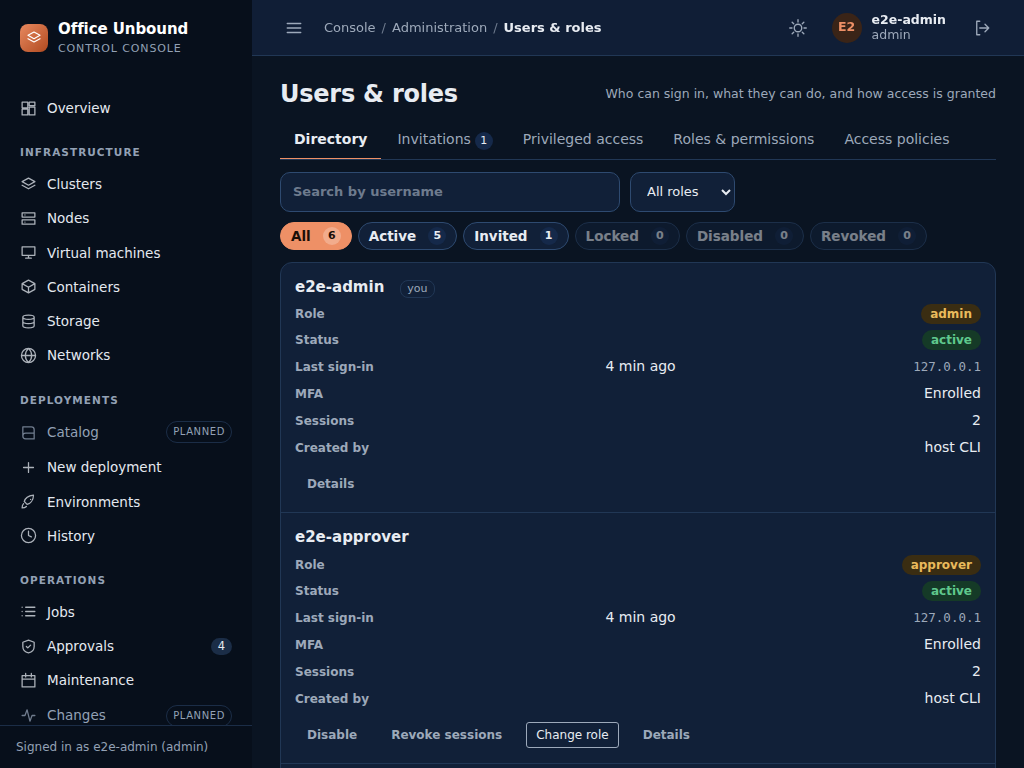 Office Unbound
CONTROL CONSOLE
Overview
INFRASTRUCTURE
Clusters
Nodes
Virtual machines
Containers
Storage
Networks
DEPLOYMENTS
Catalog PLANNED
New deployment
Environments
History
OPERATIONS
Jobs
Approvals 4
Maintenance
Changes PLANNED
Signed in as e2e-admin (admin)
Console / Administration / Users & roles
E2 e2e-admin
admin
Users & roles
Who can sign in, what they can do, and how access is granted
Directory Invitations 1 Privileged access Roles & permissions Access policies
Search by username All roles
All 6 Active 5 Invited 1 Locked 0 Disabled 0 Revoked 0
e2e-admin you
Role admin
Status active
Last sign-in 4 min ago 127.0.0.1
MFA Enrolled
Sessions 2
Created by host CLI
Details
e2e-approver
Role approver
Status active
Last sign-in 4 min ago 127.0.0.1
MFA Enrolled
Sessions 2
Created by host CLI
Disable Revoke sessions Change role Details